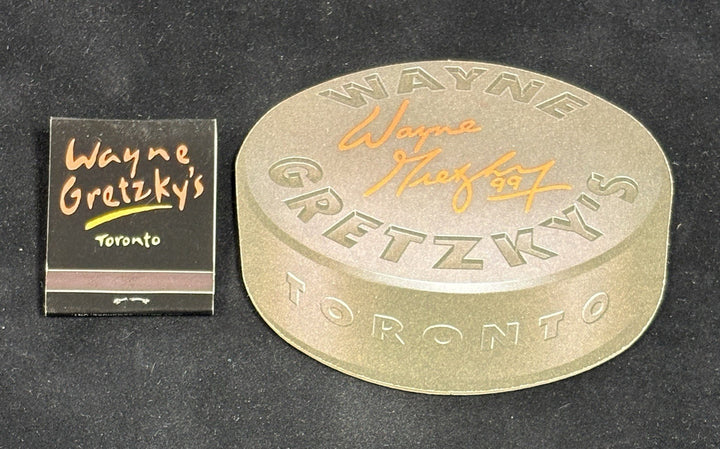 Wayne
Gretzky's
Toronto
WAYNE
Wayne
Gretzky 99
GRETZKY'S
TORONTO